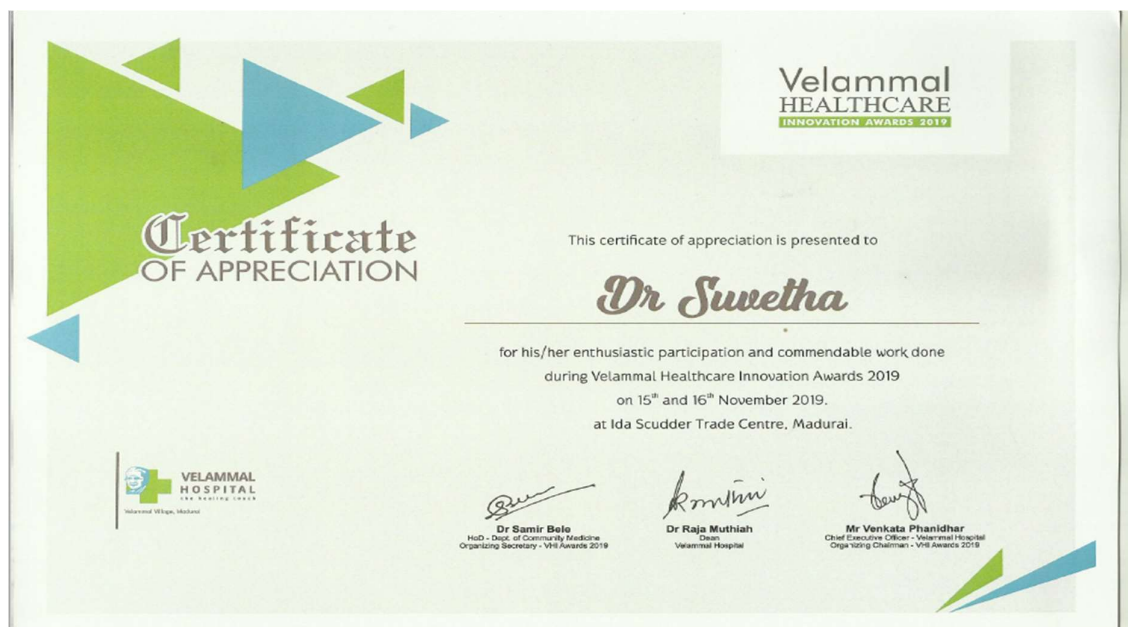 Velammal
HEALTHCARE
INNOVATION AWARDS 2019
Certificate
OF APPRECIATION
This certificate of appreciation is presented to
Dr Suvetha
for his/her enthusiastic participation and commendable work done
during Velammal Healthcare Innovation Awards 2019
on 15th and 16th November 2019.
at Ida Scudder Trade Centre, Madurai.
VELAMMAL
HOSPITAL
the healing touch
Velammal Village, Madurai
Dr Samir Bele
HoD - Dept. of Community Medicine
Organizing Secretary - VHI Awards 2019
Dr Raja Muthiah
Dean
Velammal Hospital
Mr Venkata Phanidhar
Chief Executive Officer - Velammal Hospital
Organizing Chairman - VHI Awards 2019